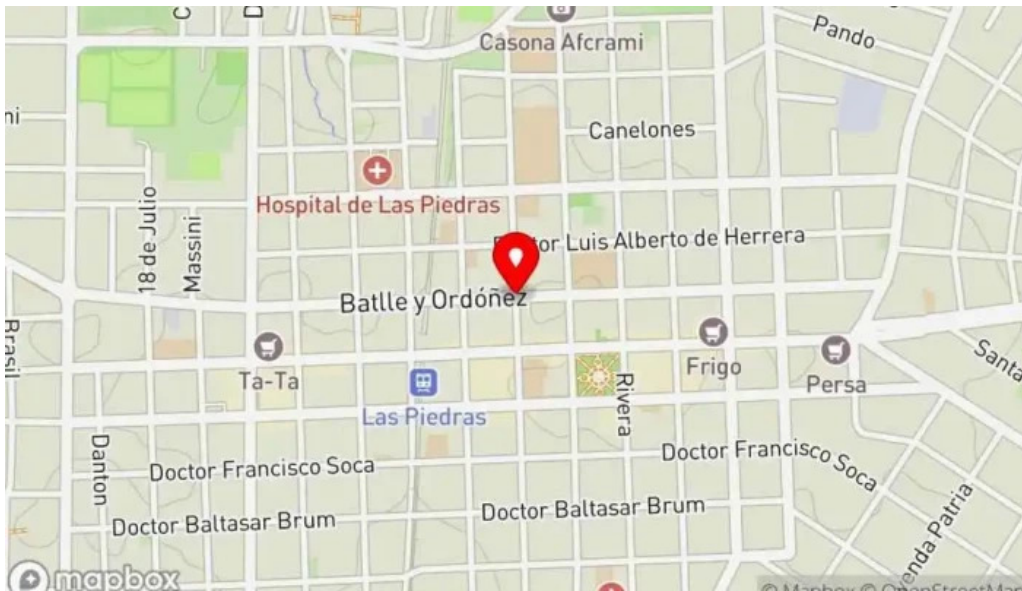 Casona Afcrami
Pando
Canelones
Hospital de Las Piedras
18 de Julio
Massini
Luis Alberto de Herrera
Batlle y Ordóñez
Brasil
Ta-Ta
Frigo
Persa
Santa
Las Piedras
Rivera
Danton
Doctor Francisco Soca
Doctor Francisco Soca
Doctor Baltasar Brum
Doctor Baltasar Brum
venda Patria
mapbox
© Mapbox © OpenStreetMap